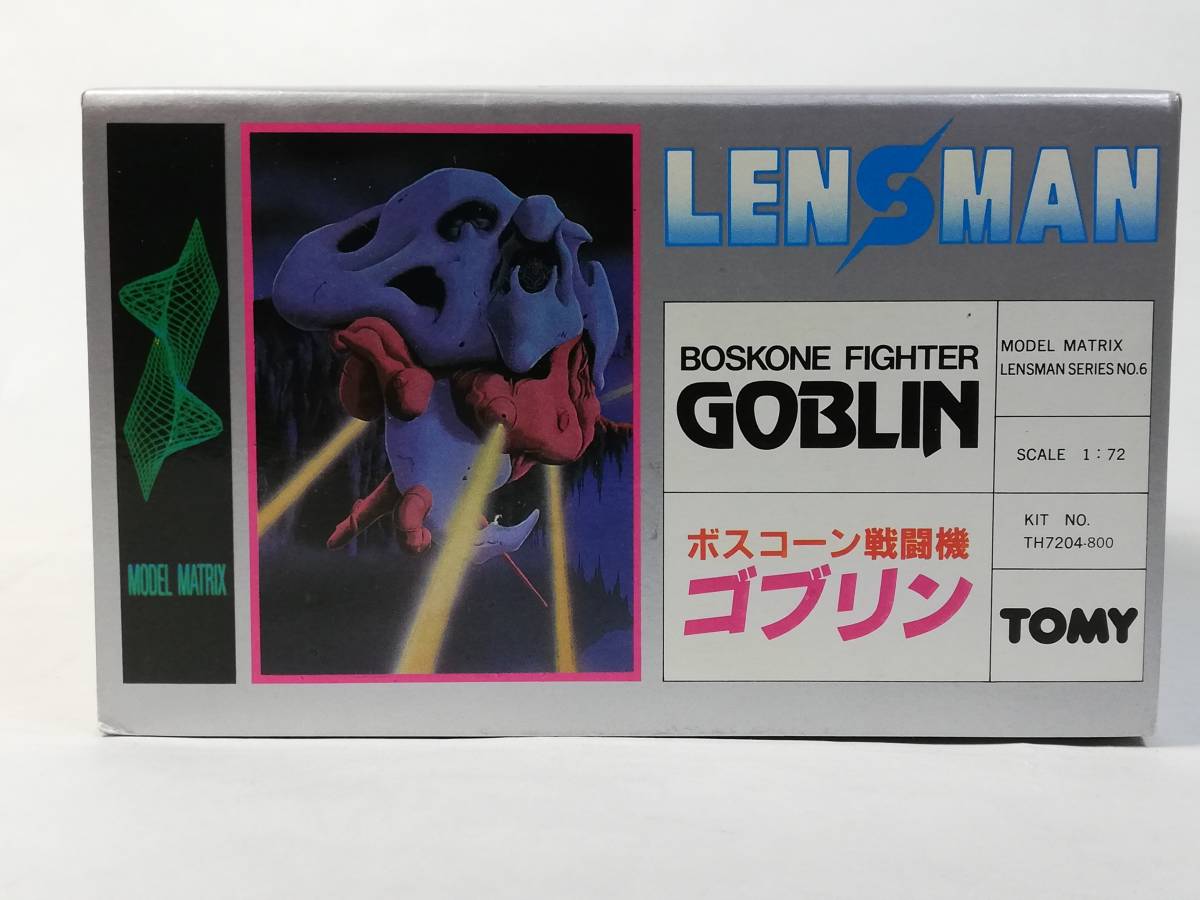 MODEL MATRIX
LENSMAN
BOSKONE FIGHTER
GOBLIN
ボスコーン戦闘機
ゴブリン
MODEL MATRIX
LENSMAN SERIES NO.6
SCALE 1:72
KIT NO.
TH7204-800
TOMY